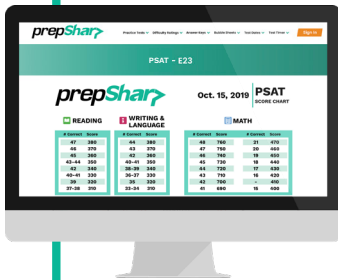 prepSharp
Practice Tests Difficulty Ratings Answer Keys Bubble Sheets Test Dates Test Timer Sign In
PSAT - E23
prepSharp
Oct. 15, 2019 PSAT
SCORE CHART
READING
WRITING &
LANGUAGE
MATH
# Correct Score # Correct Score # Correct Score # Correct Score
47 380 44 380 48 760 21 470
46 370 43 370 47 750 20 460
45 360 42 360 46 740 19 450
43-44 350 40-41 350 45 730 18 440
42 340 38-39 340 44 720 17 430
40-41 330 36-37 330 43 710 16 420
39 320 35 320 42 700 - 410
37-38 310 33-34 310 41 690 15 400